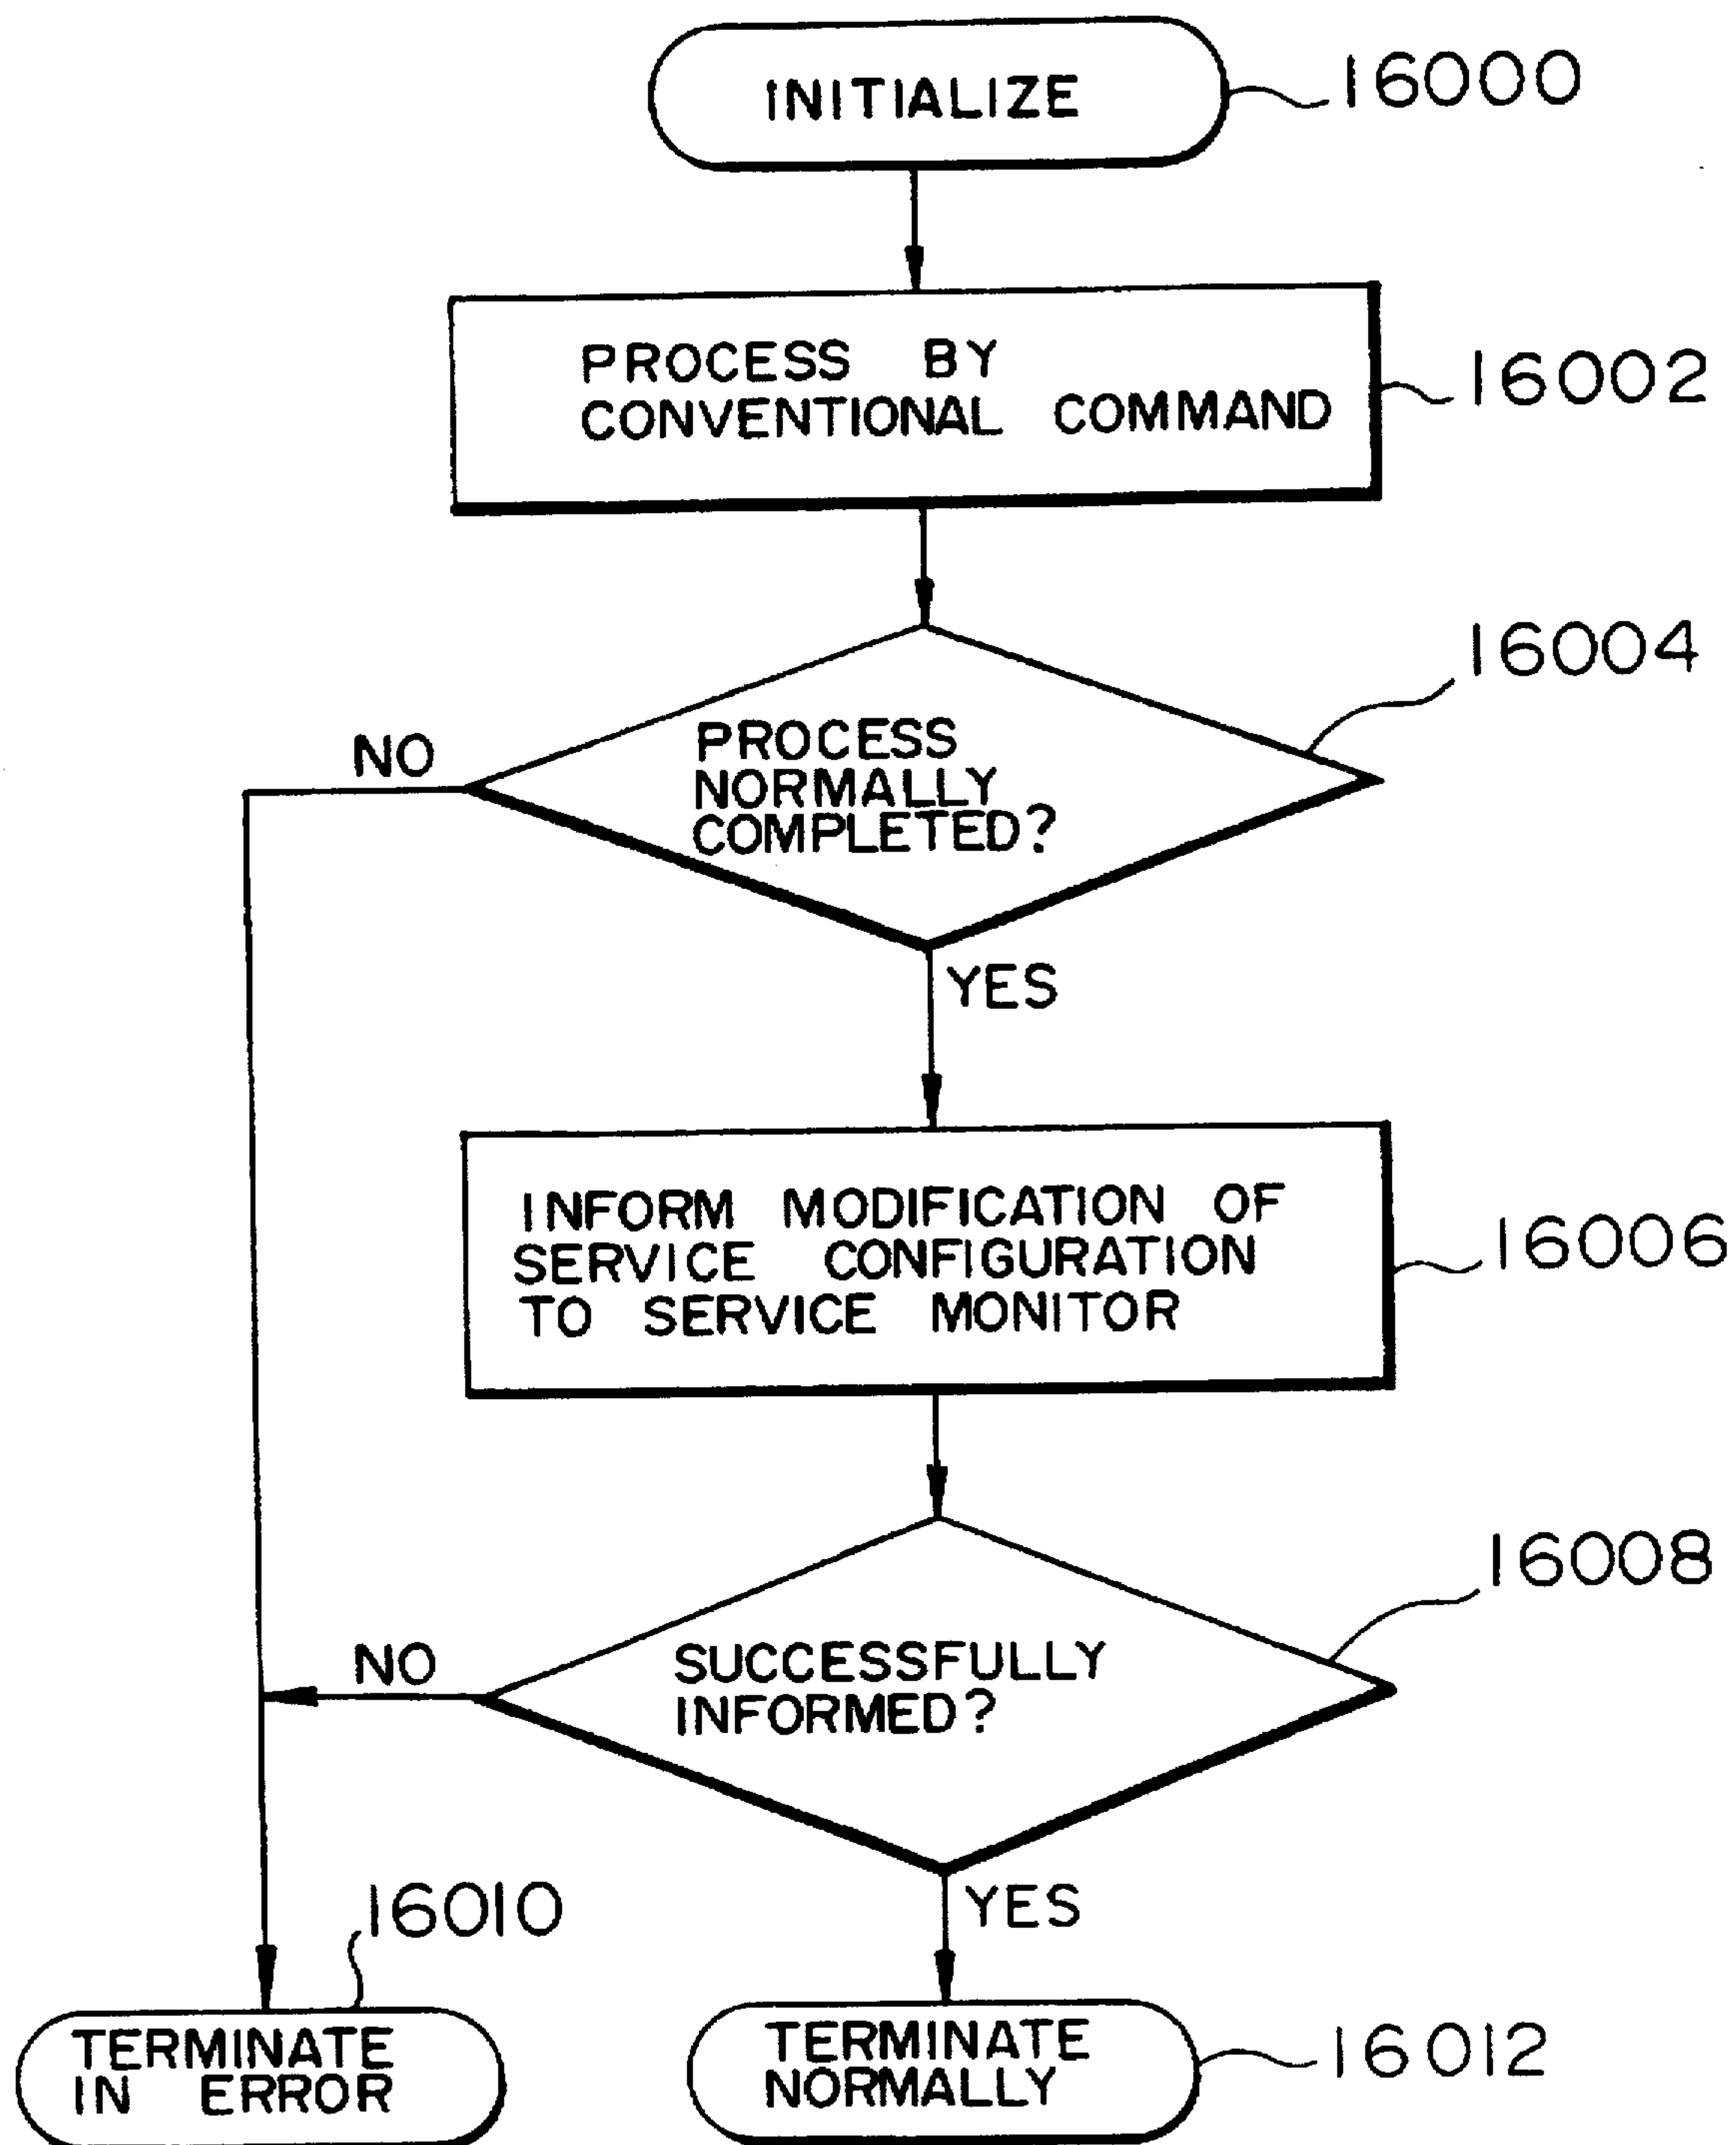 INITIALIZE
16000
PROCESS BY
CONVENTIONAL COMMAND
16002
16004
PROCESS
NORMALLY
COMPLETED?
NO
YES
INFORM MODIFICATION OF
SERVICE CONFIGURATION
TO SERVICE MONITOR
16006
16008
SUCCESSFULLY
INFORMED?
NO
YES
16010
TERMINATE
IN ERROR
TERMINATE
NORMALLY
16012